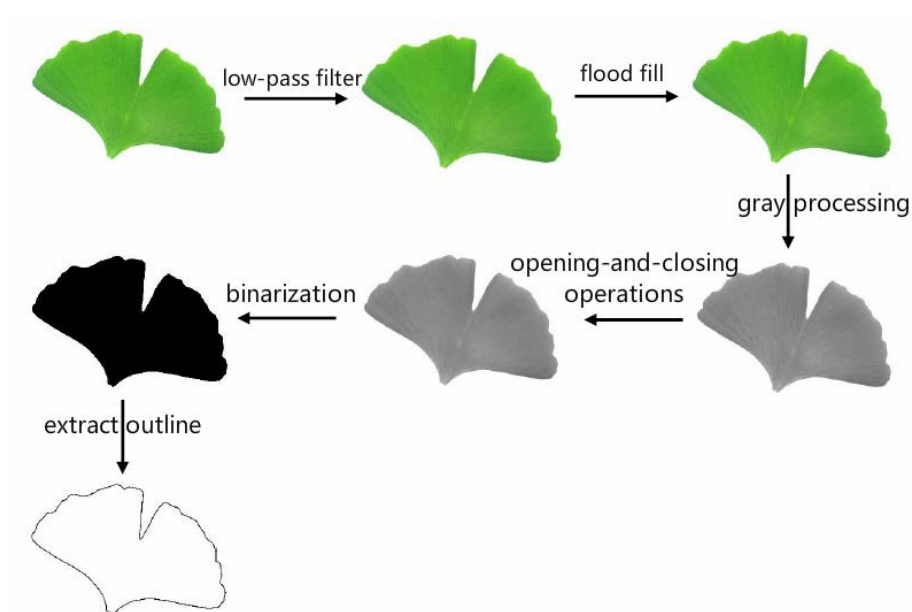 low-pass filter
flood fill
gray processing
opening-and-closing
operations
binarization
extract outline